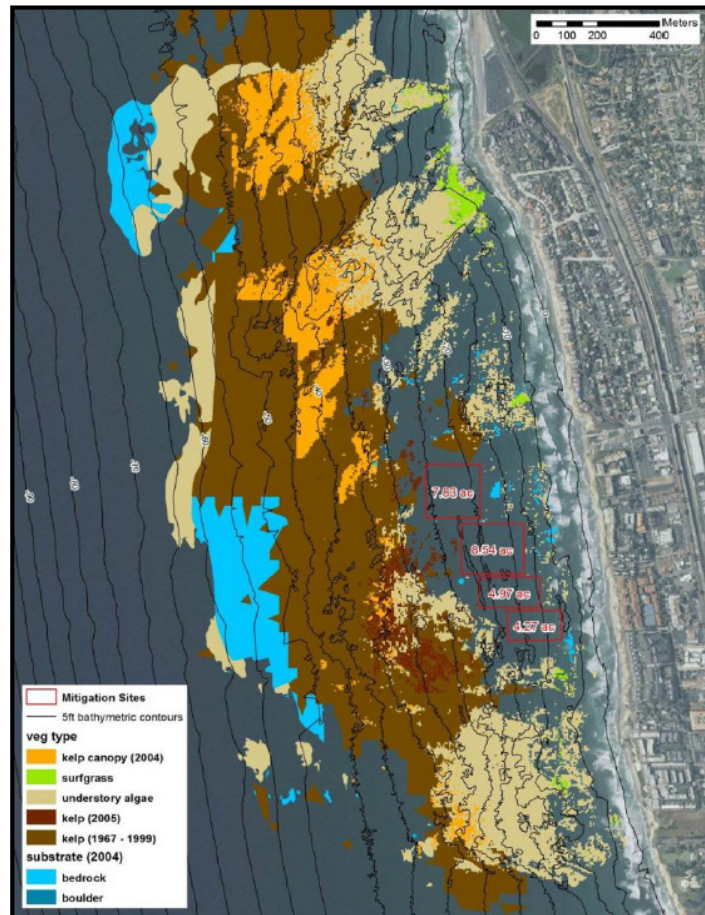 Meters
0 100 200 400
7.83 ac
8.54 ac
4.97 ac
4.27 ac
Mitigation Sites
5ft bathymetric contours
veg type
kelp canopy (2004)
surfgrass
understory algae
kelp (2005)
kelp (1967 - 1999)
substrate (2004)
bedrock
boulder